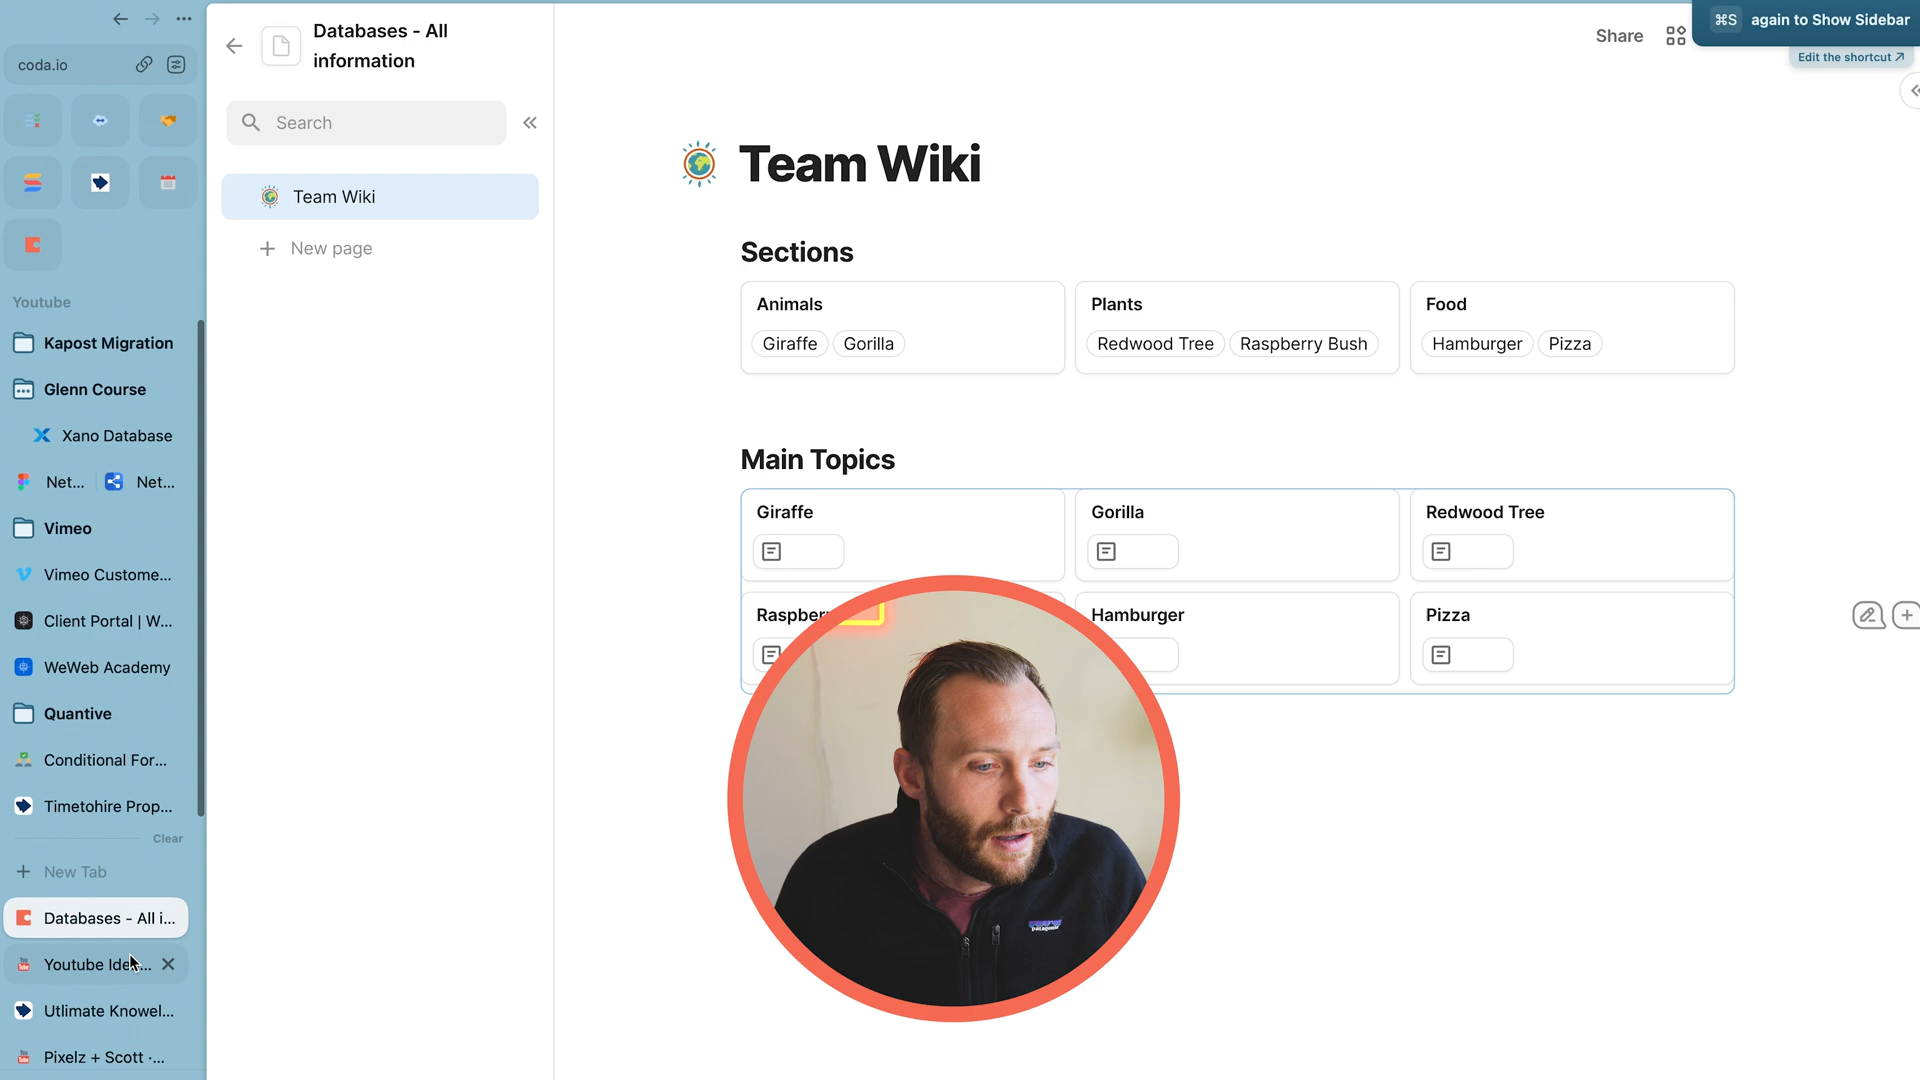 coda.io
Youtube
Kapost Migration
Glenn Course
Xano Database
Net... Net...
Vimeo
Vimeo Custome...
Client Portal | W...
WeWeb Academy
Quantive
Conditional For...
Timetohire Prop...
Clear
New Tab
Databases - All i...
Youtube Ide...
Utlimate Knowel...
Pixelz + Scott ·...
Databases - All
information
Search
Team Wiki
New page
Share
⌘S again to Show Sidebar
Edit the shortcut ↗
Team Wiki
Sections
Animals
Giraffe Gorilla
Plants
Redwood Tree Raspberry Bush
Food
Hamburger Pizza
Main Topics
Giraffe
Gorilla
Redwood Tree
Hamburger
Pizza
patagonia